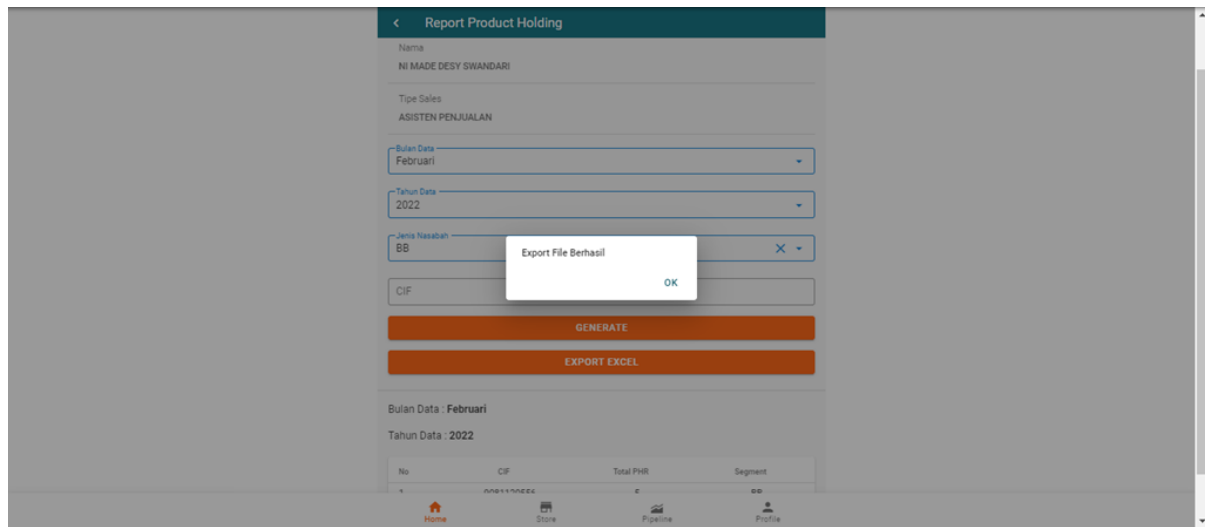 Report Product Holding
Nama
NI MADE DESY SWANDARI
Tipe Sales
ASISTEN PENJUALAN
Bulan Data
Februari
Tahun Data
2022
Jenis Nasabah
BB
Export File Berhasil
OK
CIF
GENERATE
EXPORT EXCEL
Bulan Data : Februari
Tahun Data : 2022
No CIF Total PHR Segment
Home Store Pipeline Profile